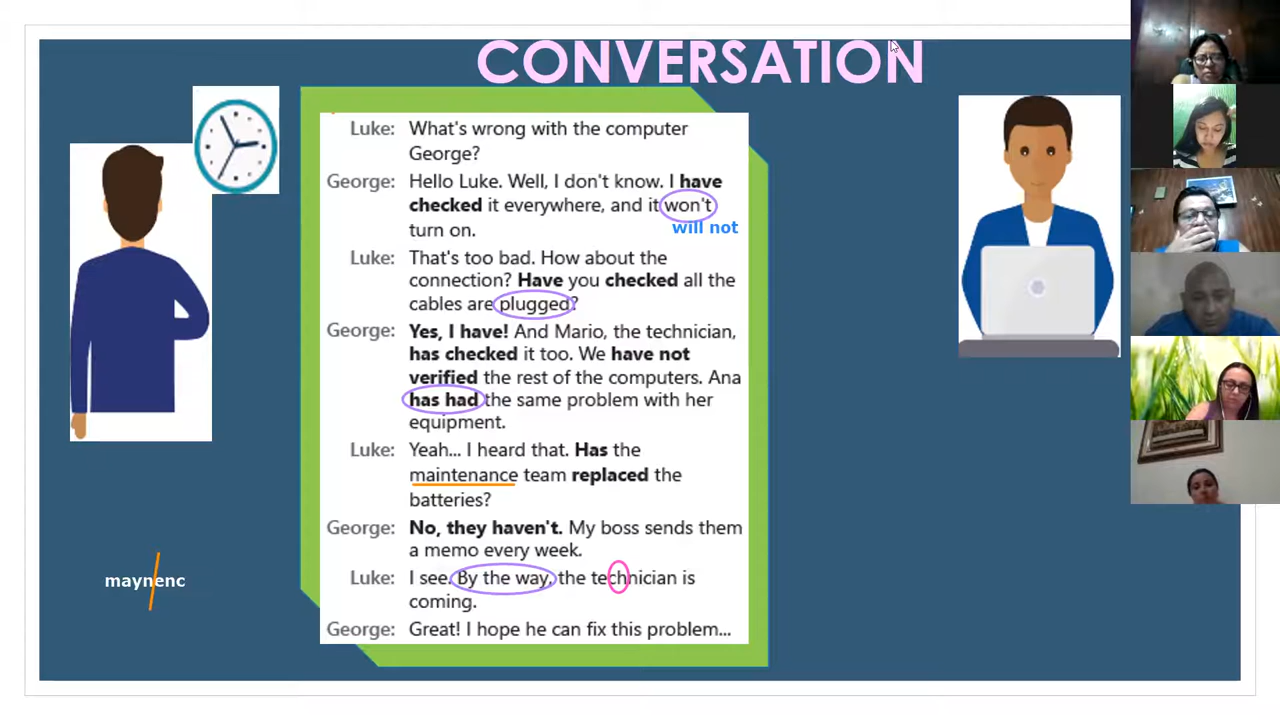 CONVERSATION
Luke: What's wrong with the computer
George?
George: Hello Luke. Well, I don't know. I have
checked it everywhere, and it won't
will not
turn on.
Luke: That's too bad. How about the
connection? Have you checked all the
cables are plugged?
George: Yes, I have! And Mario, the technician,
has checked it too. We have not
verified the rest of the computers. Ana
has had the same problem with her
equipment.
Luke: Yeah... I heard that. Has the
maintenance team replaced the
batteries?
George: No, they haven't. My boss sends them
a memo every week.
Luke: I see. By the way, the technician is
coming.
George: Great! I hope he can fix this problem...
maynenc